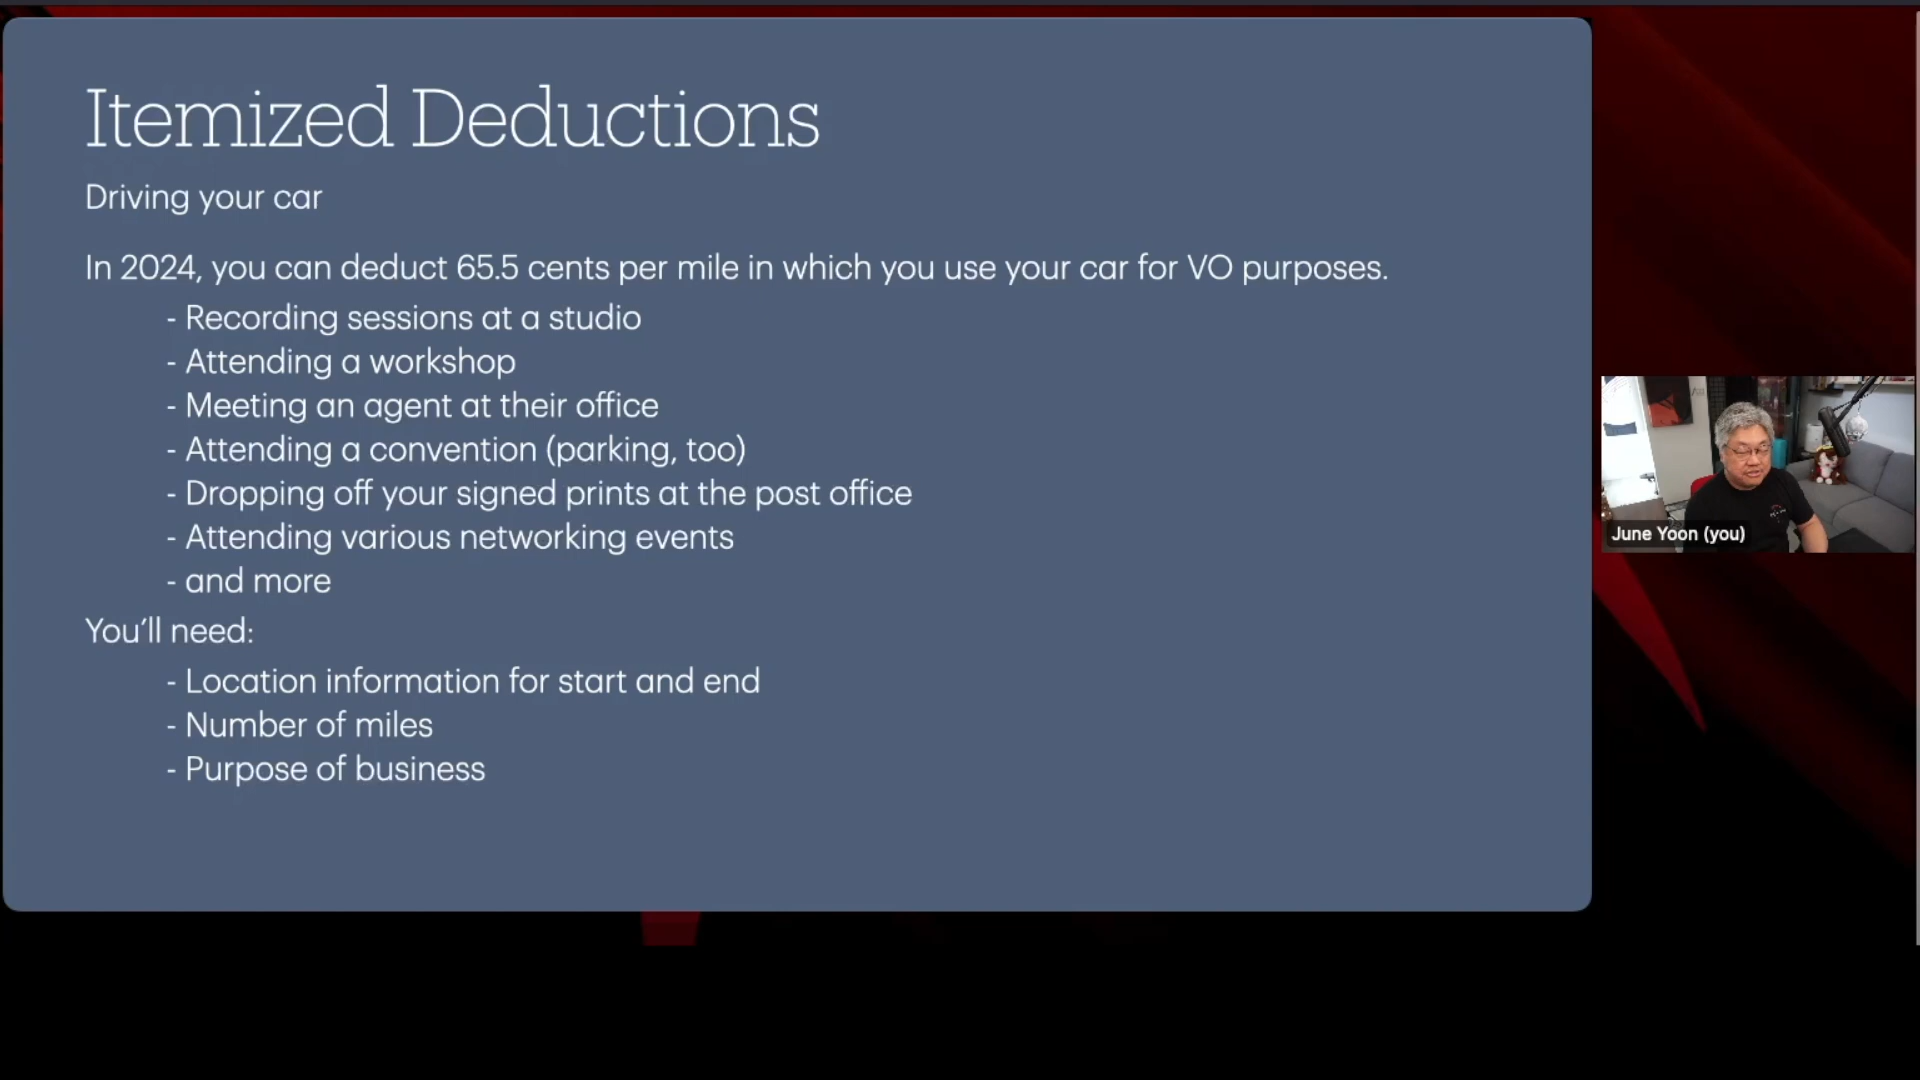 Itemized Deductions
Driving your car
In 2024, you can deduct 65.5 cents per mile in which you use your car for VO purposes.
- Recording sessions at a studio
- Attending a workshop
- Meeting an agent at their office
- Attending a convention (parking, too)
- Dropping off your signed prints at the post office
- Attending various networking events
- and more
You´ll need:
- Location information for start and end
- Number of miles
- Purpose of business
June Yoon (you)